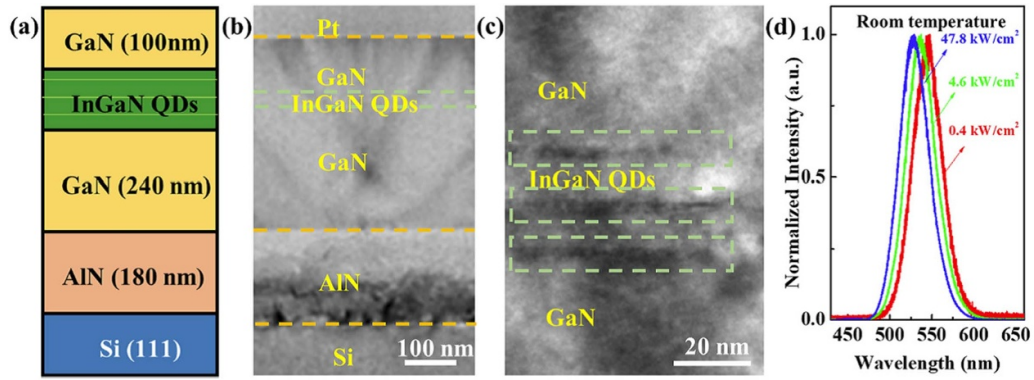 (a)
GaN (100nm)
InGaN QDs
GaN (240 nm)
AlN (180 nm)
Si (111)
(b)
Pt
GaN
InGaN QDs
GaN
AlN
100 nm
Si
(c)
GaN
InGaN QDs
GaN
20 nm
(d)
Room temperature
47.8 kW/cm²
4.6 kW/cm²
0.4 kW/cm²
Normalized Intensity (a.u.)
1.0
0.5
0.0
450 500 550 600 650
Wavelength (nm)